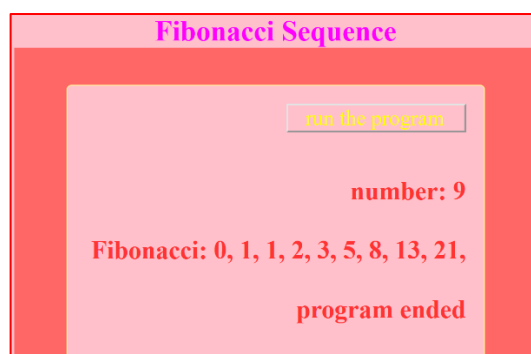 Fibonacci Sequence
run the program
number: 9
Fibonacci: 0, 1, 1, 2, 3, 5, 8, 13, 21,
program ended